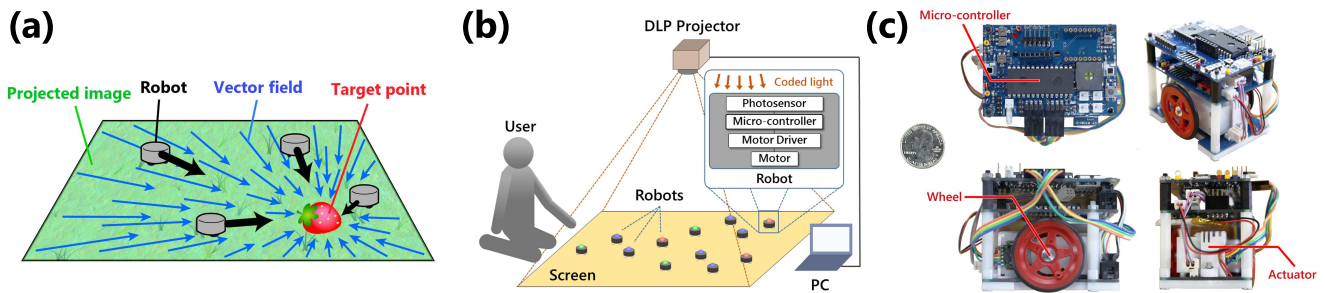 (a)
Projected image
Robot
Vector field
Target point
(b)
DLP Projector
User
Coded light
Photosensor
Micro-controller
Motor Driver
Motor
Robot
Robots
Screen
PC
(c)
Micro-controller
Wheel
Actuator